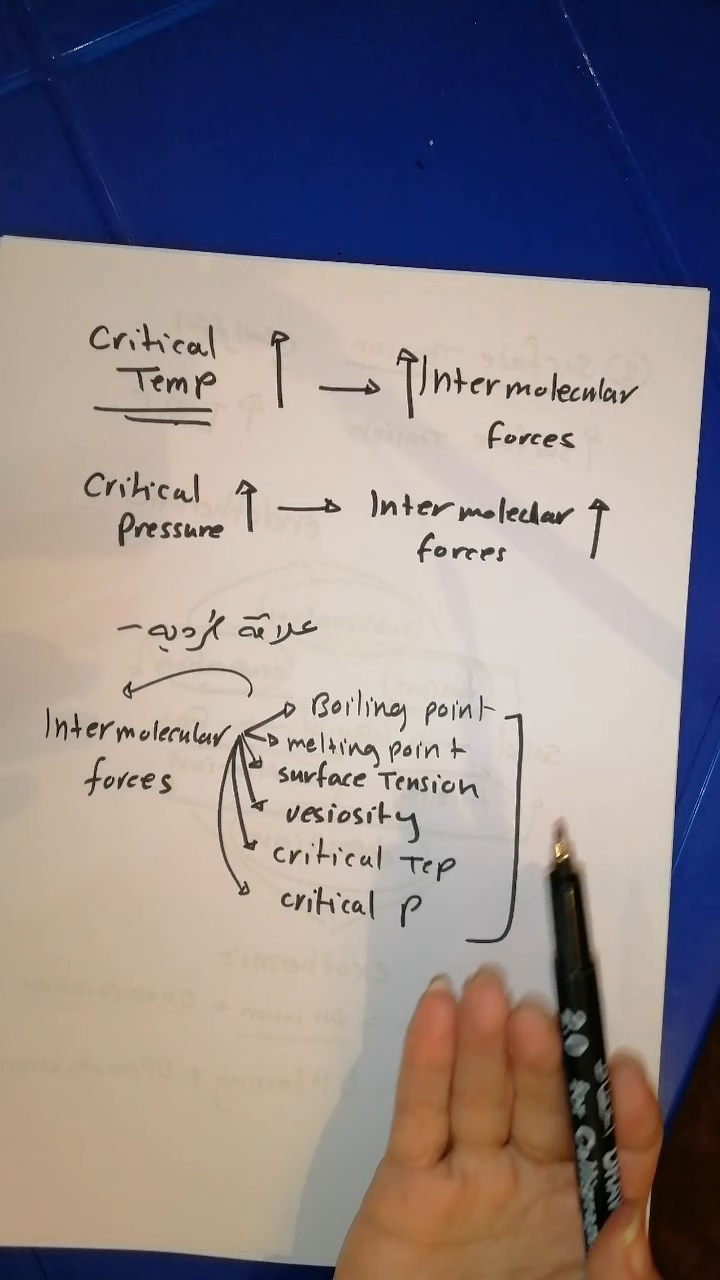 Critical
Temp
Intermolecular
forces
Critical
Pressure
Intermolecular
forces
علاقة طردية -
Intermolecular
forces
Boiling point
melting point
surface Tension
vesiosity
critical Tep
critical p
20